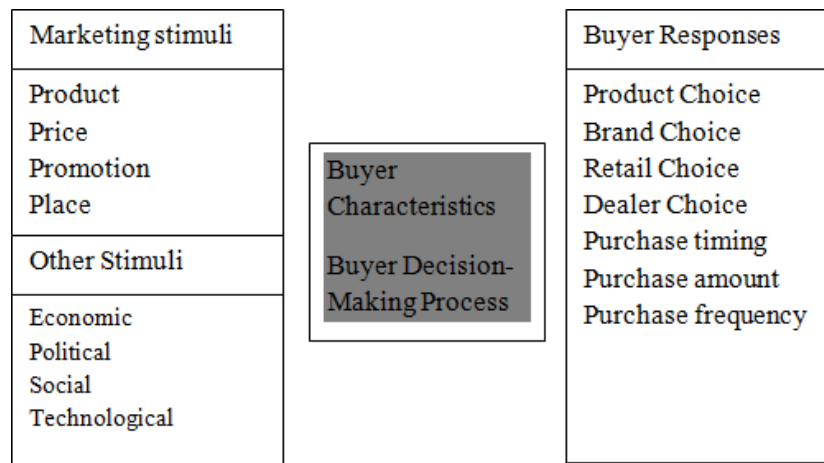 Marketing stimuli
Product
Price
Promotion
Place
Other Stimuli
Economic
Political
Social
Technological
Buyer
Characteristics
Buyer Decision-
Making Process
Buyer Responses
Product Choice
Brand Choice
Retail Choice
Dealer Choice
Purchase timing
Purchase amount
Purchase frequency